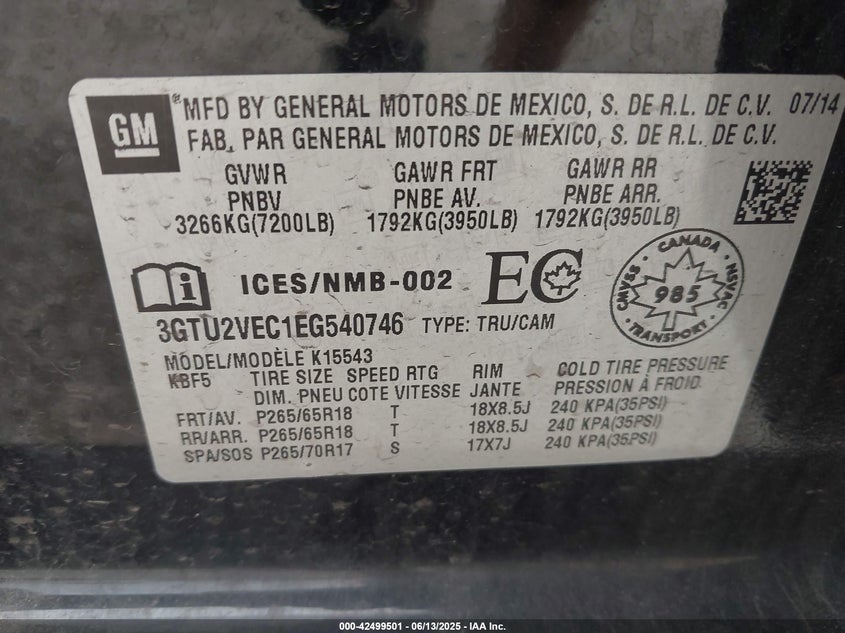 GM
MFD BY GENERAL MOTORS DE MEXICO, S. DE R.L. DE C.V. 07/14
FAB. PAR GENERAL MOTORS DE MEXICO, S. DE R.L. DE C.V.
GVWR GAWR FRT GAWR RR
PNBV PNBE AV. PNBE ARR.
3266KG(7200LB) 1792KG(3950LB) 1792KG(3950LB)
ICES/NMB-002 EC
CANADA
CMVSS NSVAC
985
TRANSPORT
3GTU2VEC1EG540746 TYPE: TRU/CAM
MODEL/MODÈLE K15543
KBF5 TIRE SIZE SPEED RTG RIM COLD TIRE PRESSURE
DIM. PNEU COTE VITESSE JANTE PRESSION À FROID
FRT/AV. P265/65R18 T 18X8.5J 240 KPA(35PSI)
RR/ARR. P265/65R18 T 18X8.5J 240 KPA(35PSI)
SPA/SOS P265/70R17 S 17X7J 240 KPA(35PSI)
000-42499501 | 06/13/2025 - IAA Inc.